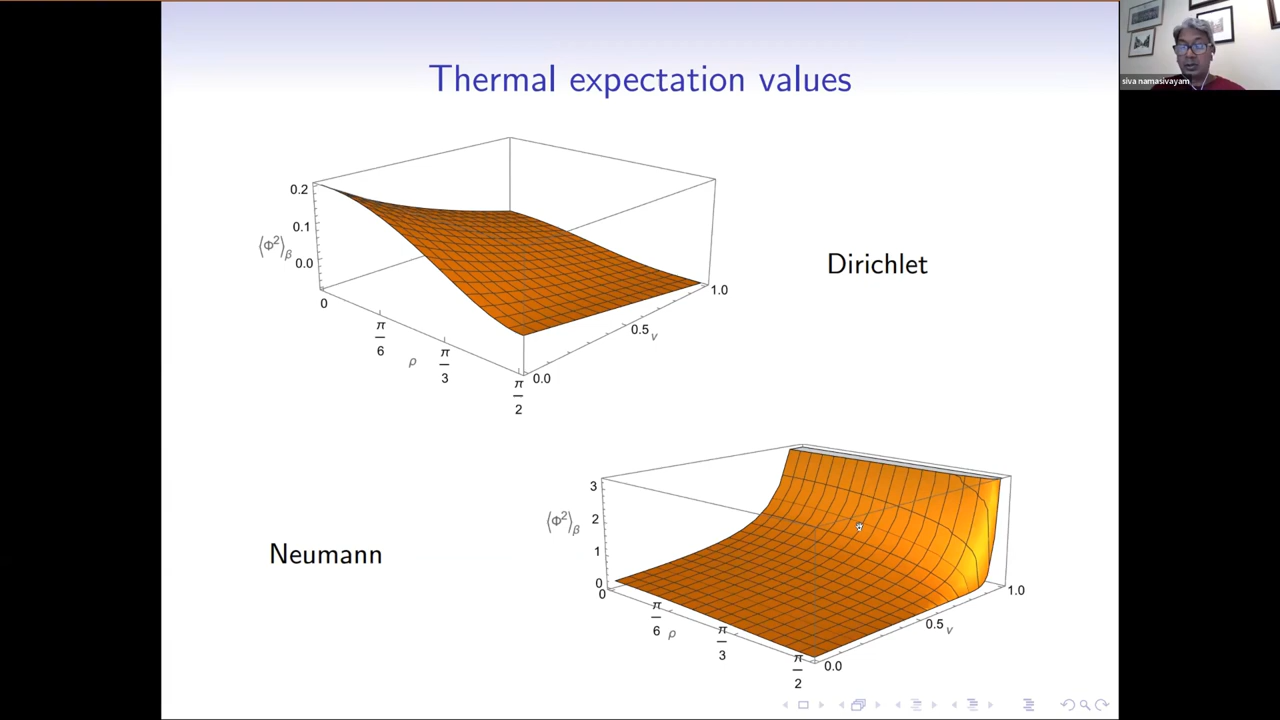 Thermal expectation values
siva namasivayam
0.2
0.1
0.0
⟨Φ²⟩β
0
π/6
π/3
π/2
ρ
0.0
0.5
1.0
ν
Dirichlet
Neumann
3
2
1
0
⟨Φ²⟩β
0
π/6
π/3
π/2
ρ
0.0
0.5
1.0
ν